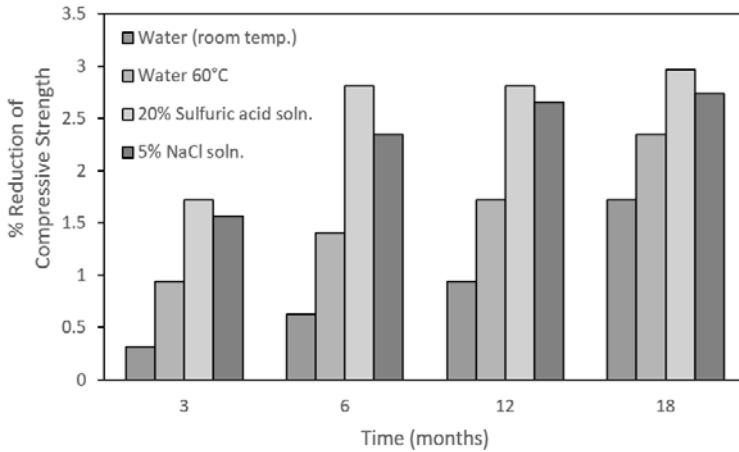 3.5
3
2.5
2
1.5
1
0.5
0
% Reduction of
Compressive Strength
Water (room temp.)
Water 60°C
20% Sulfuric acid soln.
5% NaCl soln.
3 6 12 18
Time (months)